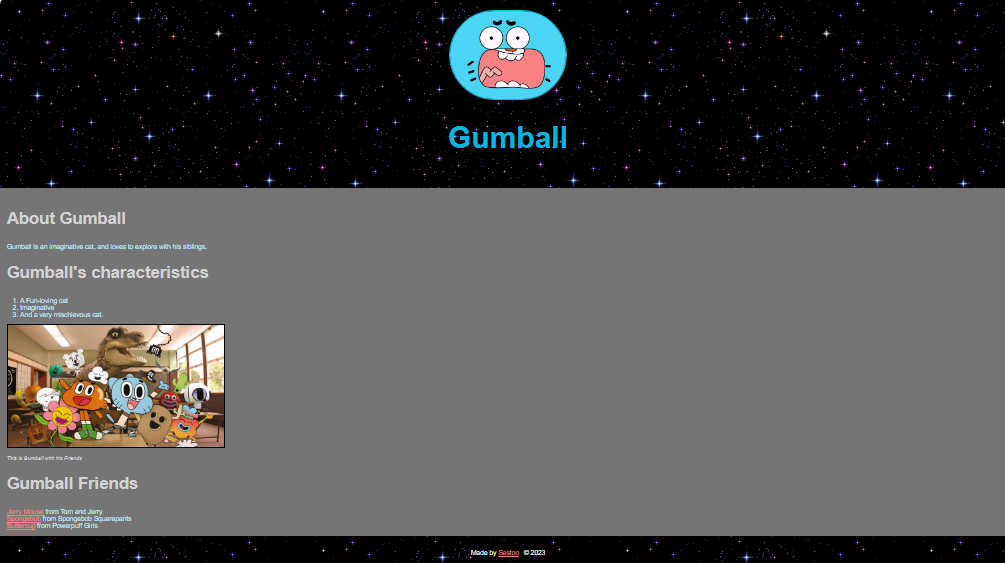 Gumball
About Gumball
Gumball is an imaginative cat, and loves to explore with his siblings.
Gumball's characteristics
1. A Fun-loving cat
2. Imaginative
3. And a very mischievous cat.
This is Gumball with his Friends
Gumball Friends
Jerry Mouse from Tom and Jerry
Spongebob from Spongebob Squarepants
Buttercup from Powerpuff Girls
Made by Sestoo © 2023